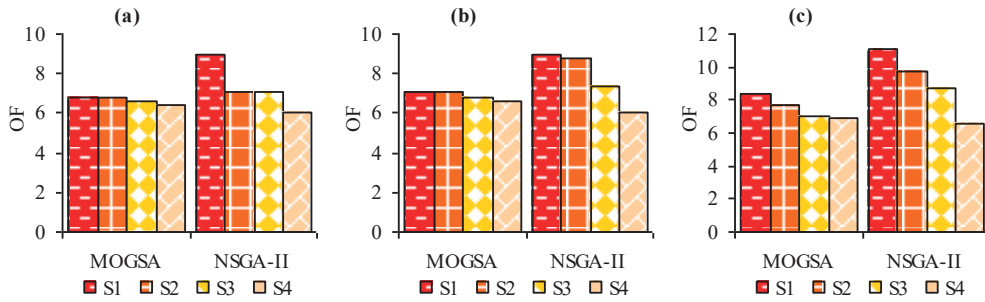 (a)
10
8
6
4
2
0
OF
MOGSA NSGA-II
S1 S2 S3 S4
(b)
10
8
6
4
2
0
OF
MOGSA NSGA-II
S1 S2 S3 S4
(c)
12
10
8
6
4
2
0
OF
MOGSA NSGA-II
S1 S2 S3 S4